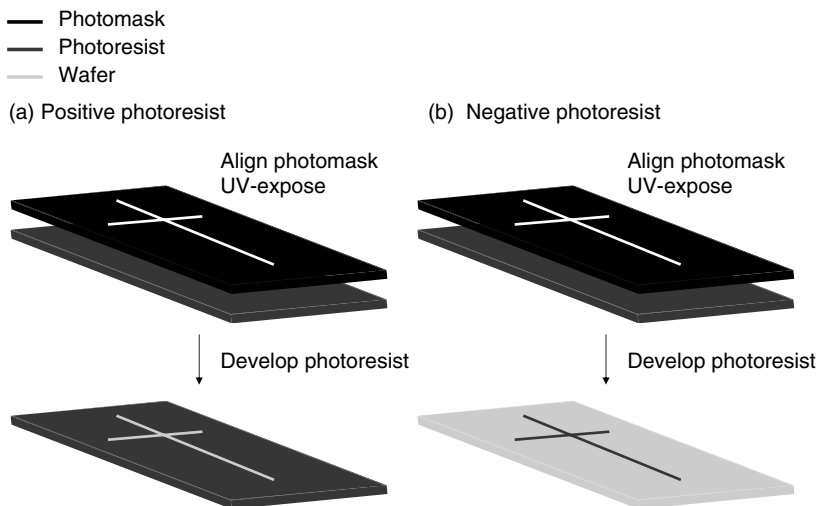 Photomask
Photoresist
Wafer
(a) Positive photoresist
Align photomask
UV-expose
Develop photoresist
(b) Negative photoresist
Align photomask
UV-expose
Develop photoresist